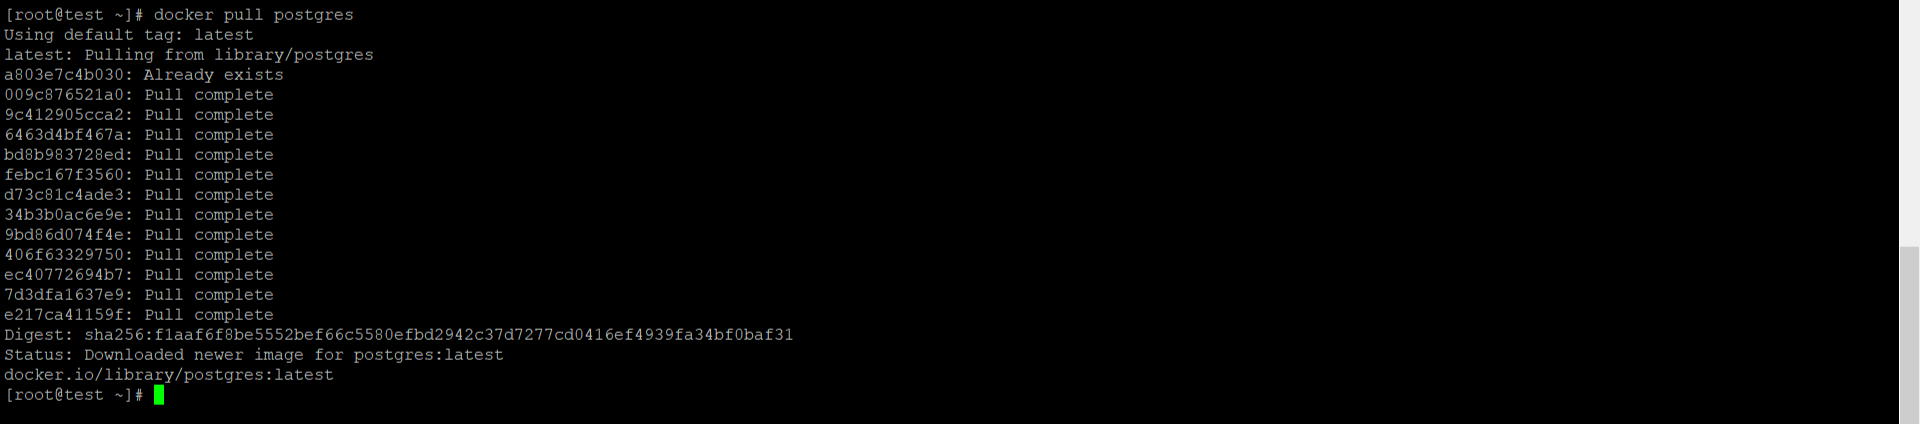 [root@test ~]# docker pull postgres
Using default tag: latest
latest: Pulling from library/postgres
a803e7c4b030: Already exists
009c876521a0: Pull complete
9c412905cca2: Pull complete
6463d4bf467a: Pull complete
bd8b983728ed: Pull complete
febc167f3560: Pull complete
d73c81c4ade3: Pull complete
34b3b0ac6e9e: Pull complete
9bd86d074f4e: Pull complete
406f63329750: Pull complete
ec40772694b7: Pull complete
7d3dfa1637e9: Pull complete
e217ca41159f: Pull complete
Digest: sha256:f1aaf6f8be5552bef66c5580efbd2942c37d7277cd0416ef4939fa34bf0baf31
Status: Downloaded newer image for postgres:latest
docker.io/library/postgres:latest
[root@test ~]#